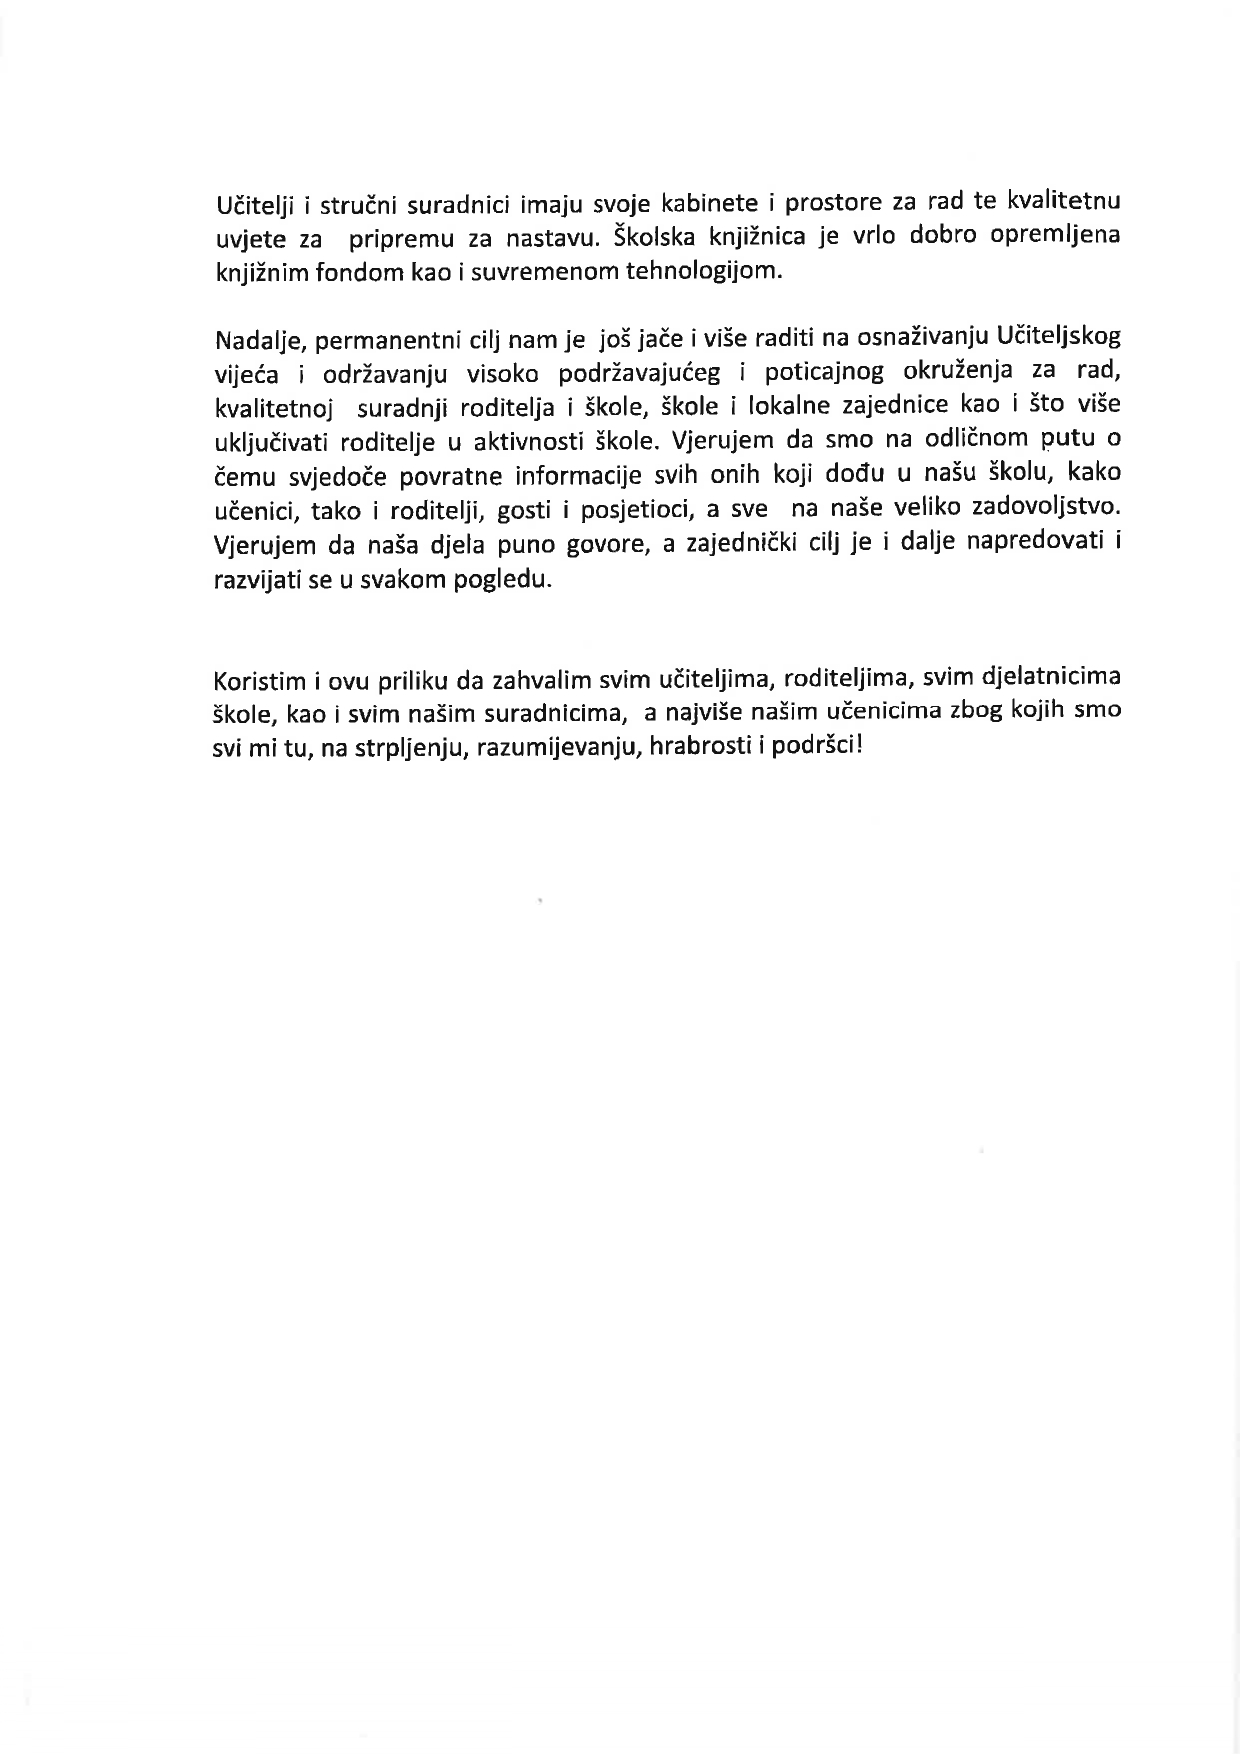 Učitelji i stručni suradnici imaju svoje kabinete i prostore za rad te kvalitetnu
uvjete za pripremu za nastavu. Školska knjižnica je vrlo dobro opremljena
knjižnim fondom kao i suvremenom tehnologijom.
Nadalje, permanentni cilj nam je još jače i više raditi na osnaživanju Učiteljskog
vijeća i održavanju visoko podržavajućeg i poticajnog okruženja za rad,
kvalitetnoj suradnji roditelja i škole, škole i lokalne zajednice kao i što više
uključivati roditelje u aktivnosti škole. Vjerujem da smo na odličnom putu o
čemu svjedoče povratne informacije svih onih koji dođu u našu školu, kako
učenici, tako i roditelji, gosti i posjetioci, a sve na naše veliko zadovoljstvo.
Vjerujem da naša djela puno govore, a zajednički cilj je i dalje napredovati i
razvijati se u svakom pogledu.
Koristim i ovu priliku da zahvalim svim učiteljima, roditeljima, svim djelatnicima
škole, kao i svim našim suradnicima, a najviše našim učenicima zbog kojih smo
svi mi tu, na strpljenju, razumijevanju, hrabrosti i podršci!